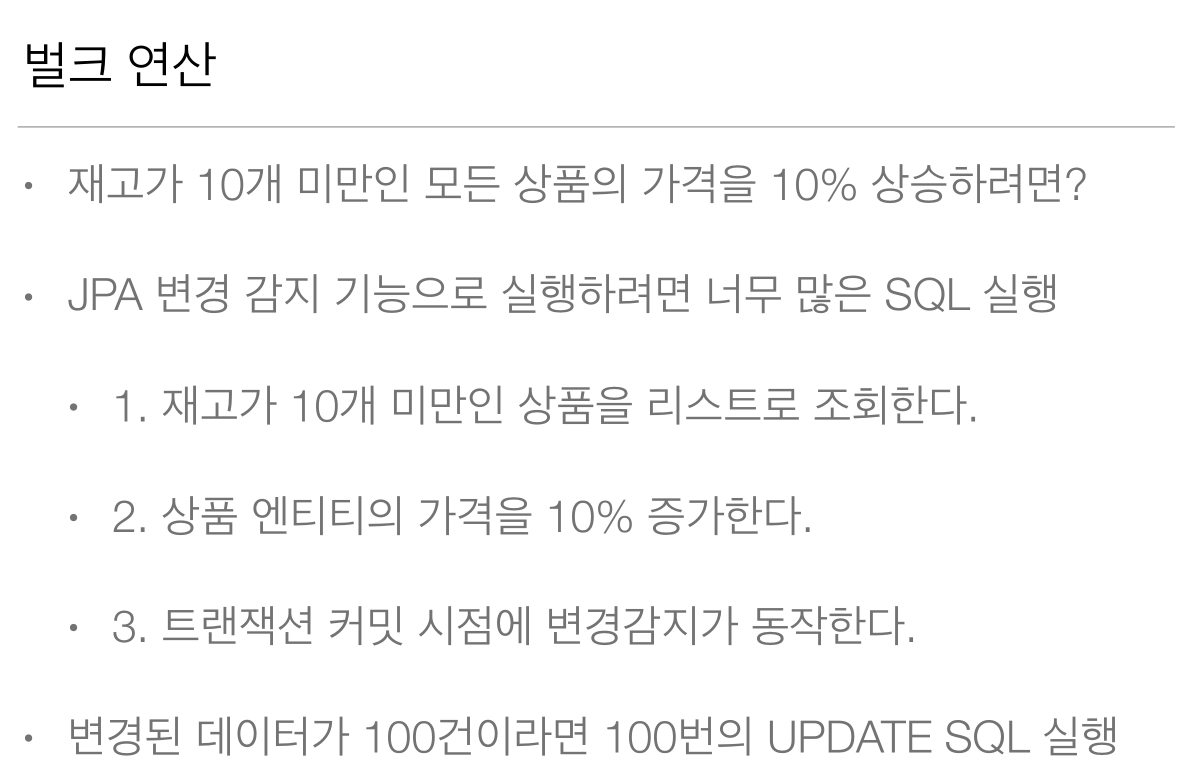 벌크 연산
• 재고가 10개 미만인 모든 상품의 가격을 10% 상승하려면?
• JPA 변경 감지 기능으로 실행하려면 너무 많은 SQL 실행
• 1. 재고가 10개 미만인 상품을 리스트로 조회한다.
• 2. 상품 엔티티의 가격을 10% 증가한다.
• 3. 트랜잭션 커밋 시점에 변경감지가 동작한다.
• 변경된 데이터가 100건이라면 100번의 UPDATE SQL 실행